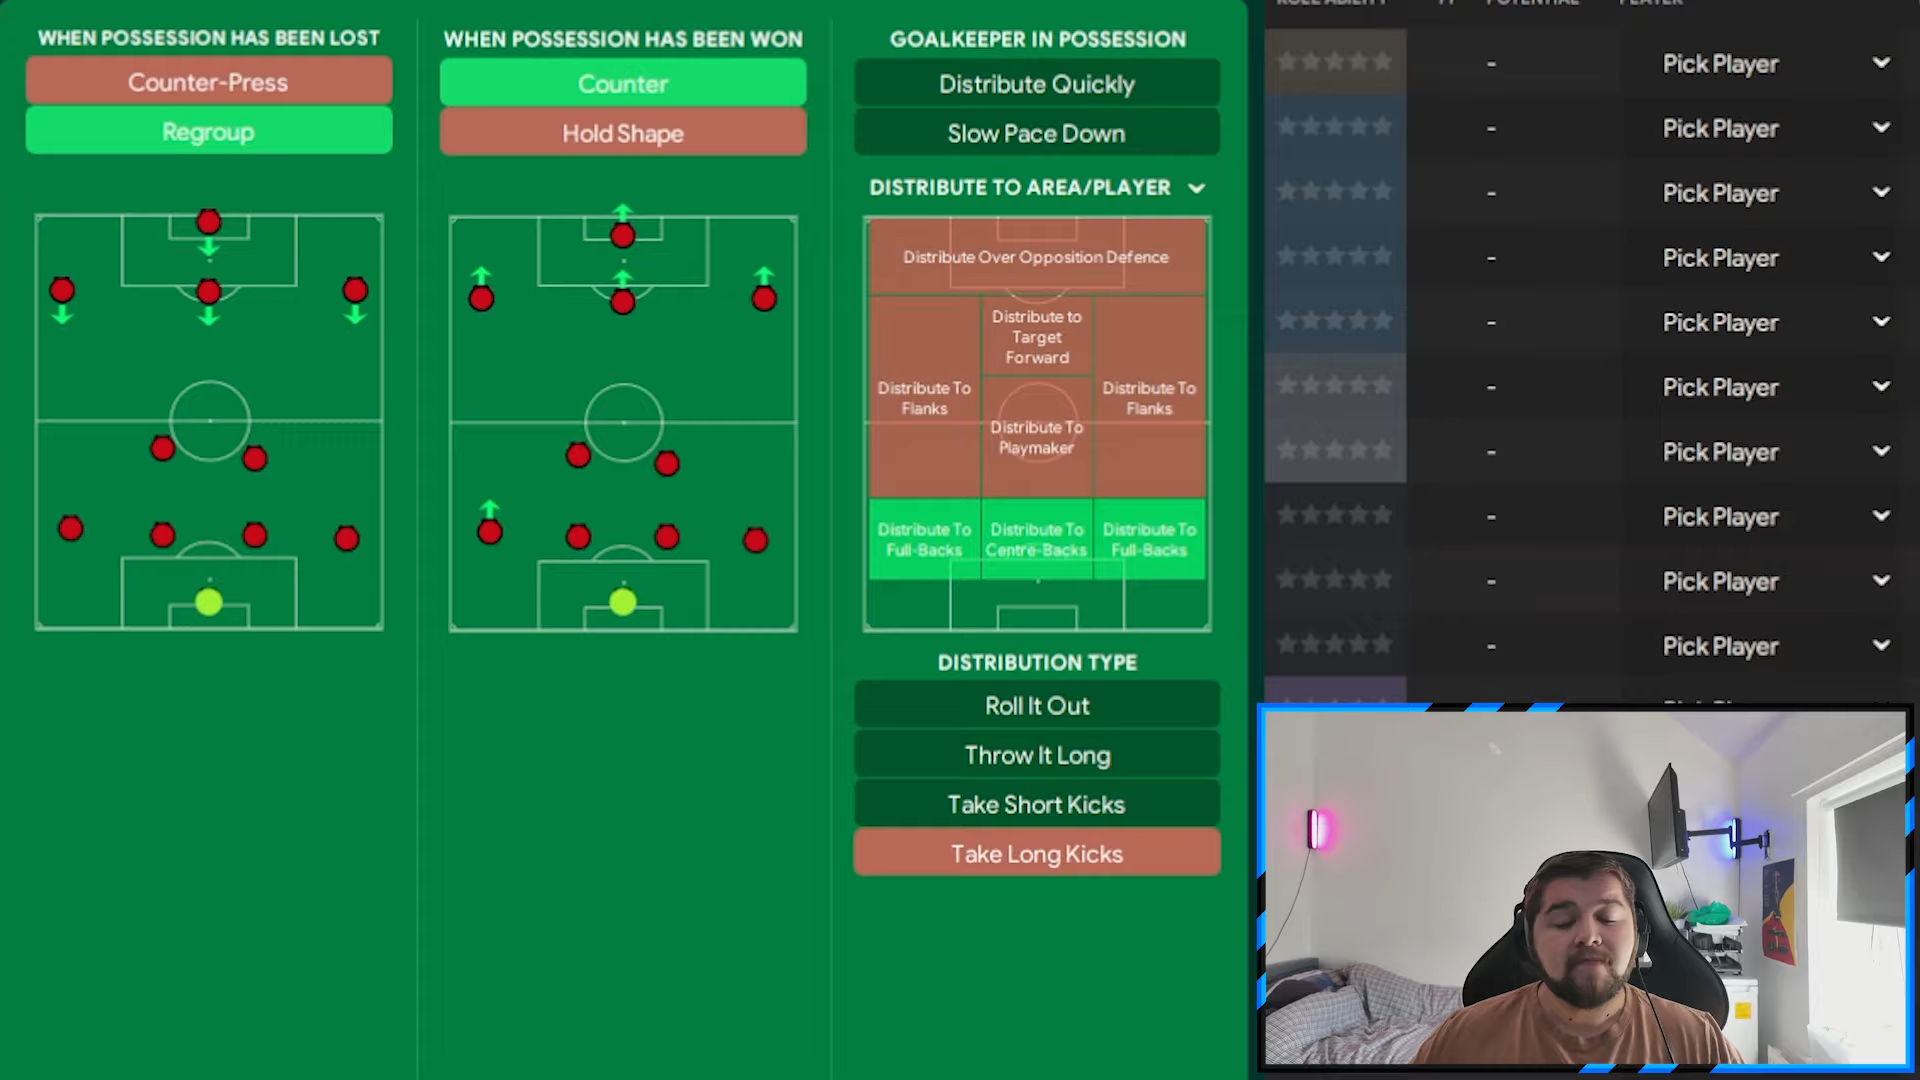 WHEN POSSESSION HAS BEEN LOST
Counter-Press
Regroup
WHEN POSSESSION HAS BEEN WON
Counter
Hold Shape
GOALKEEPER IN POSSESSION
Distribute Quickly
Slow Pace Down
DISTRIBUTE TO AREA/PLAYER
Distribute Over Opposition Defence
Distribute to
Target
Forward
Distribute To
Flanks
Distribute To
Playmaker
Distribute To
Flanks
Distribute To
Full-Backs
Distribute To
Centre-Backs
Distribute To
Full-Backs
DISTRIBUTION TYPE
Roll It Out
Throw It Long
Take Short Kicks
Take Long Kicks
- Pick Player
- Pick Player
- Pick Player
- Pick Player
- Pick Player
- Pick Player
- Pick Player
- Pick Player
- Pick Player
- Pick Player